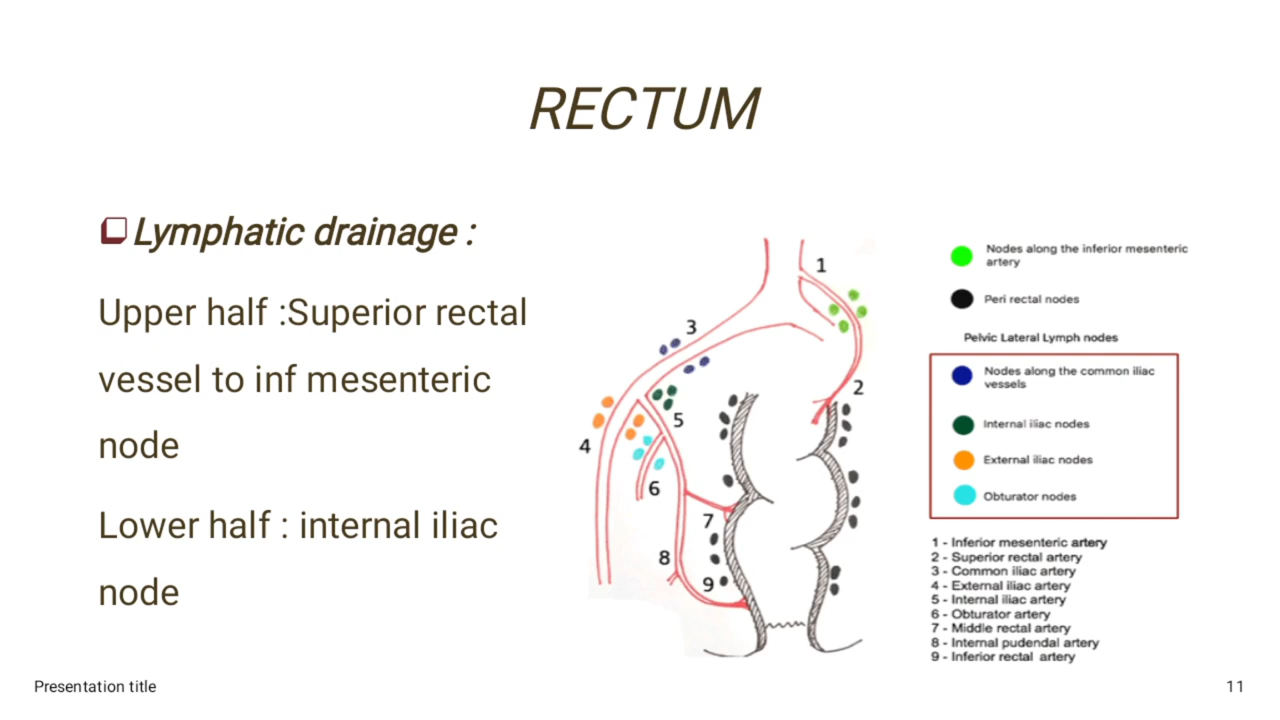 RECTUM
Lymphatic drainage :
Upper half :Superior rectal
vessel to inf mesenteric
node
Lower half : internal iliac
node
1
2
3
4
5
6
7
8
9
Nodes along the inferior mesenteric
artery
Peri rectal nodes
Pelvic Lateral Lymph nodes
Nodes along the common iliac
vessels
Internal iliac nodes
External iliac nodes
Obturator nodes
1 - Inferior mesenteric artery
2 - Superior rectal artery
3 - Common iliac artery
4 - External iliac artery
5 - Internal iliac artery
6 - Obturator artery
7 - Middle rectal artery
8 - Internal pudendal artery
9 - Inferior rectal artery
Presentation title
11